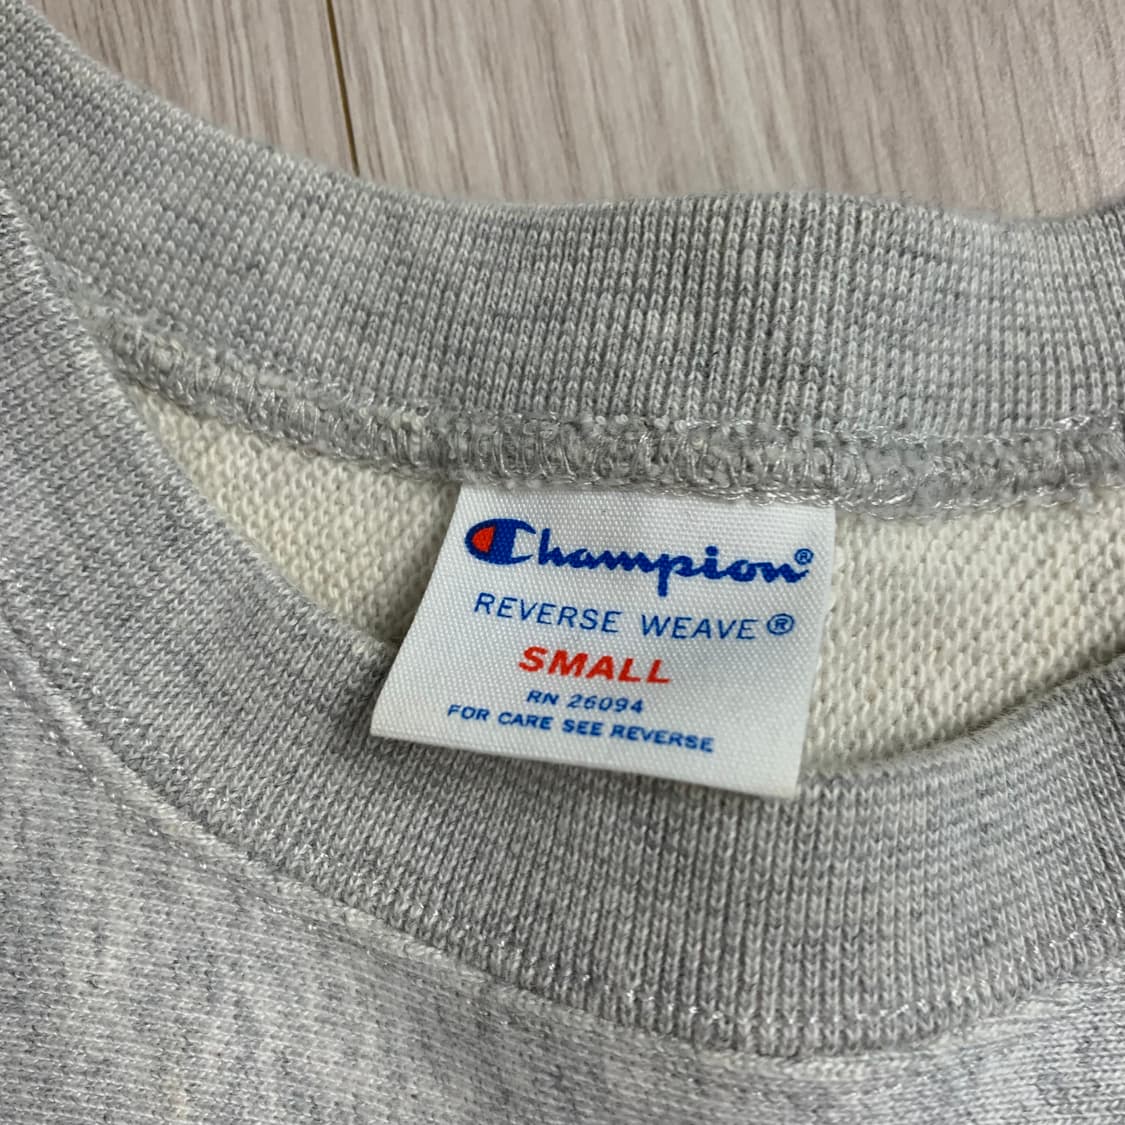 Champion®
REVERSE WEAVE®
SMALL
RN 26094
FOR CARE SEE REVERSE